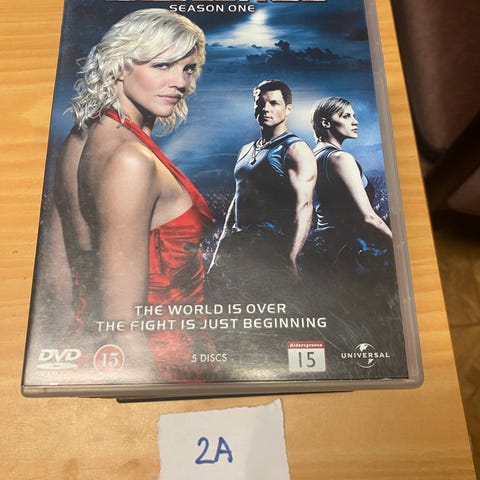 SEASON ONE
THE WORLD IS OVER
THE FIGHT IS JUST BEGINNING
DVD
VIDEO
15
5 DISCS
Aldersgrense
15
UNIVERSAL
2A